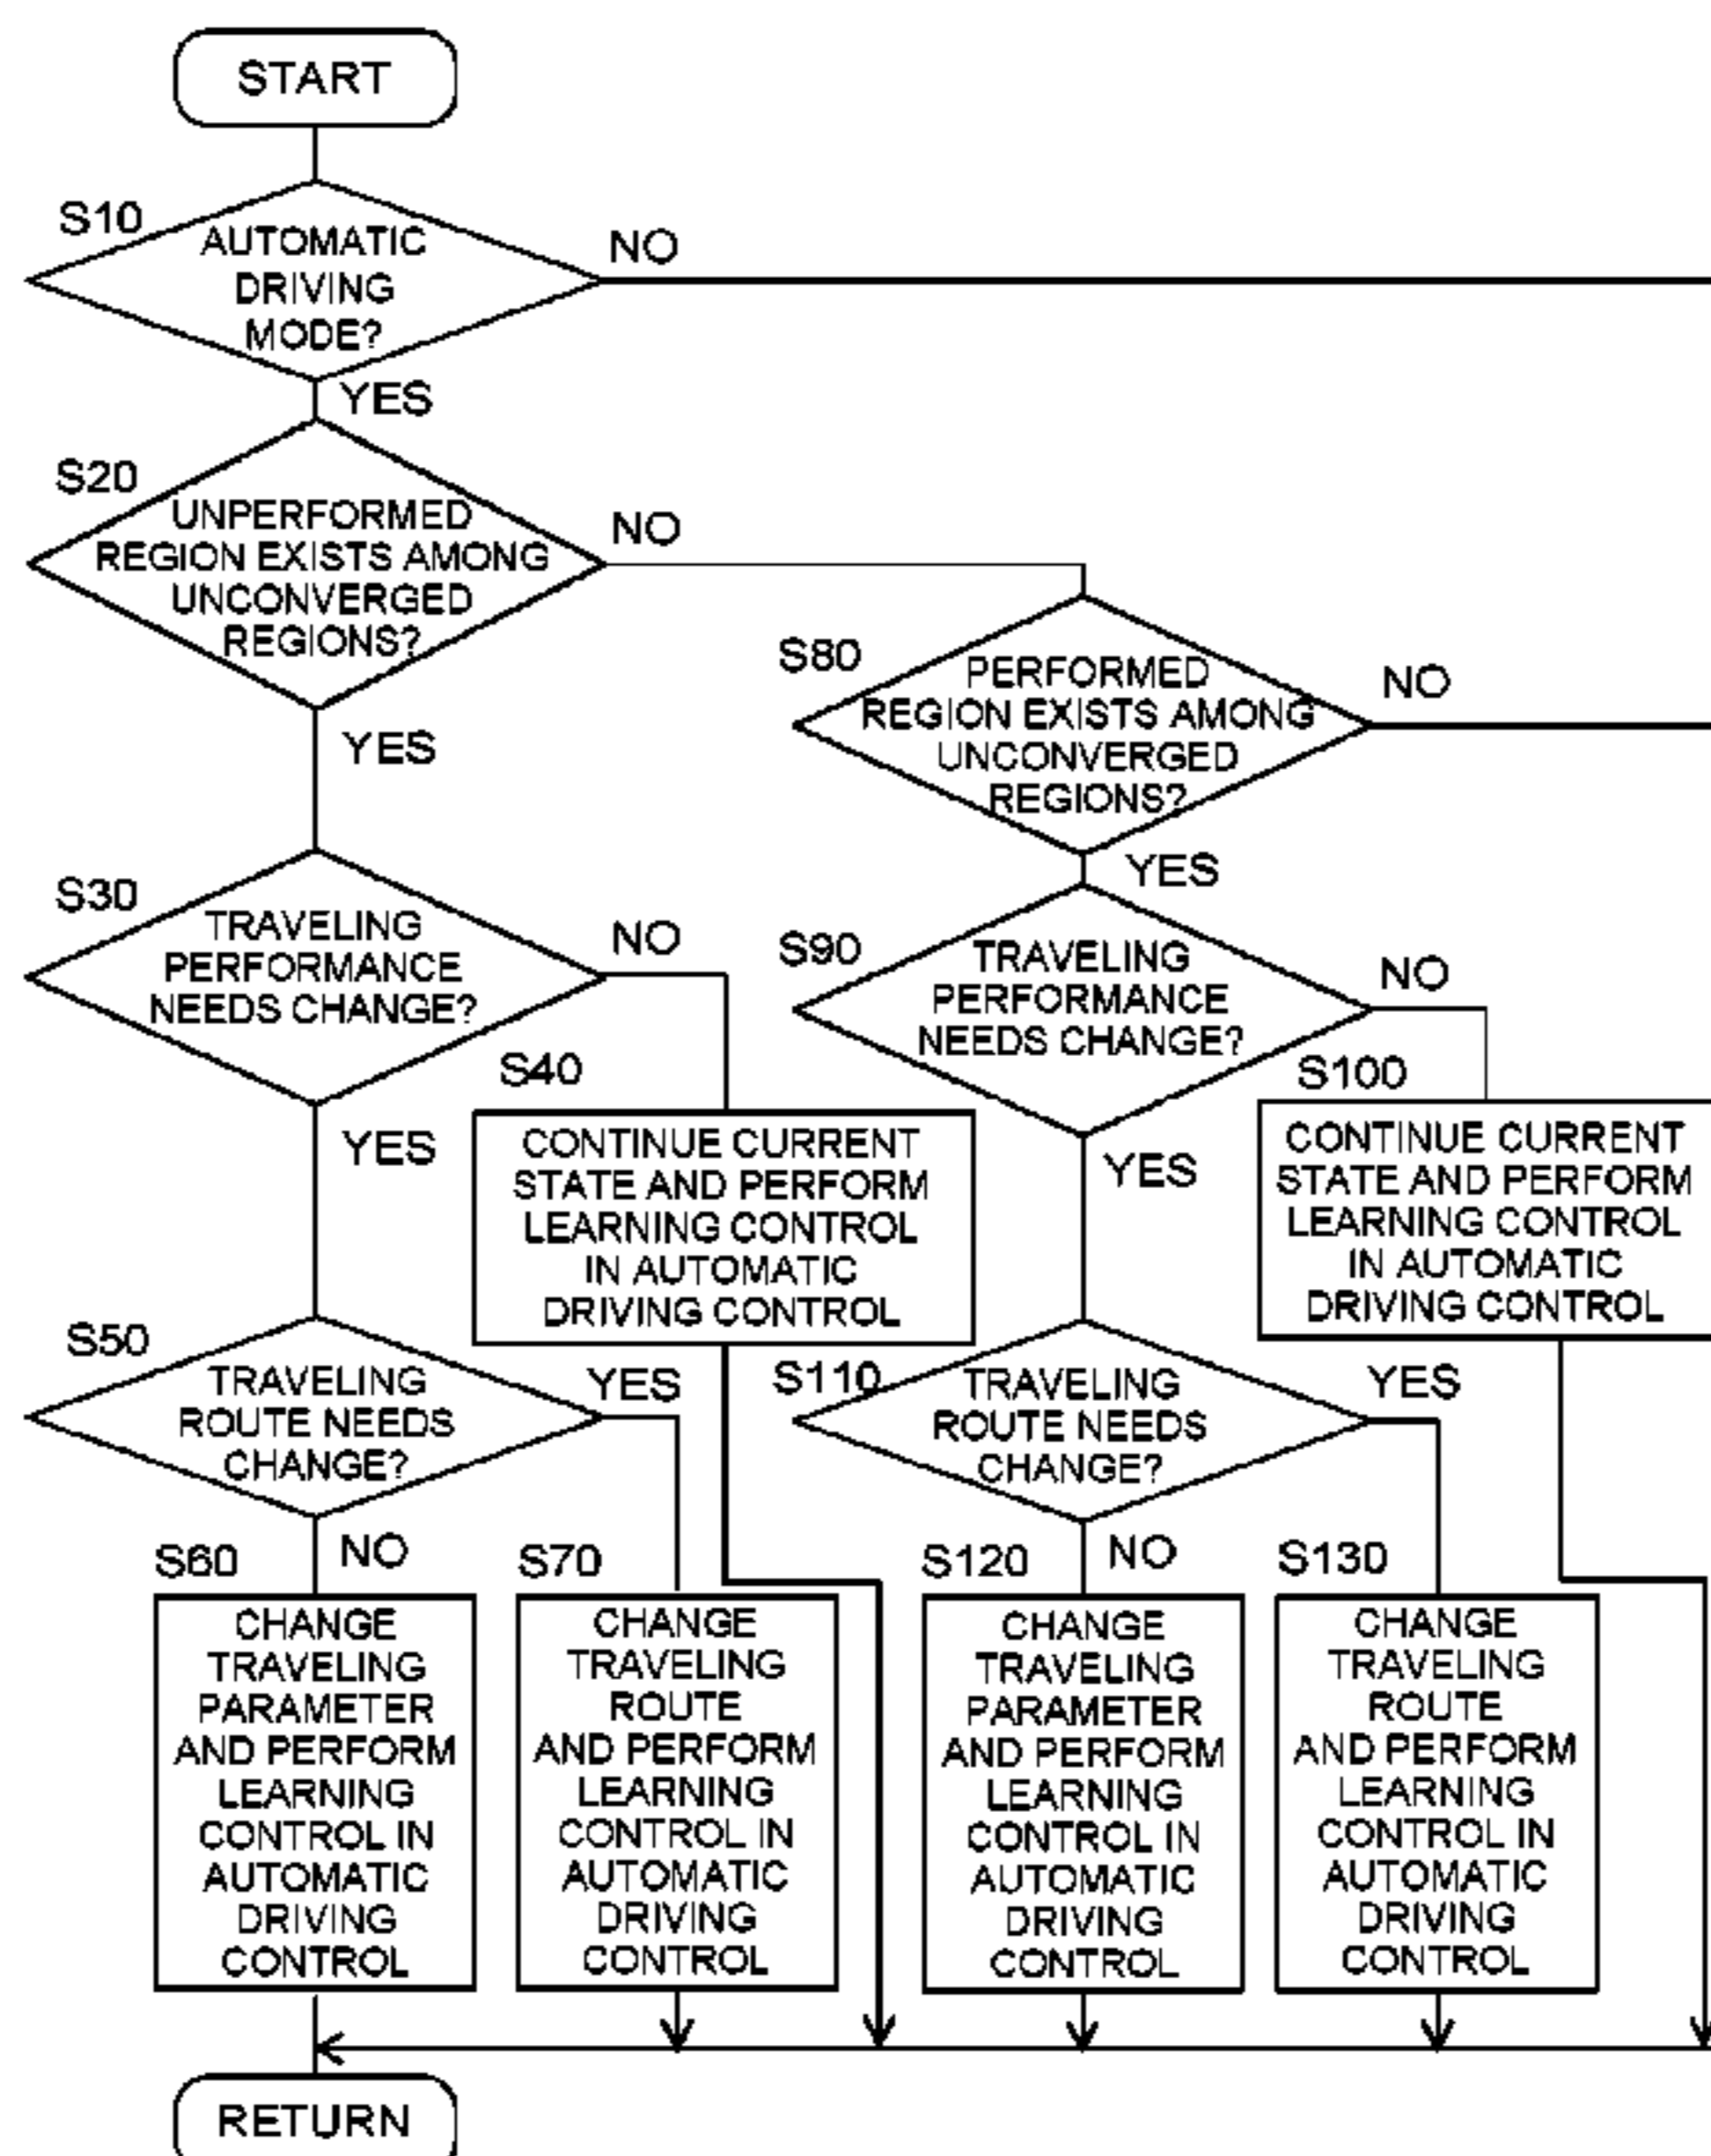 START
S10
AUTOMATIC
DRIVING
MODE?
NO
YES
S20
UNPERFORMED
REGION EXISTS AMONG
UNCONVERGED
REGIONS?
NO
YES
S80
PERFORMED
REGION EXISTS AMONG
UNCONVERGED
REGIONS?
NO
YES
S30
TRAVELING
PERFORMANCE
NEEDS CHANGE?
NO
YES
S40
CONTINUE CURRENT
STATE AND PERFORM
LEARNING CONTROL
IN AUTOMATIC
DRIVING CONTROL
S90
TRAVELING
PERFORMANCE
NEEDS CHANGE?
NO
YES
S100
CONTINUE CURRENT
STATE AND PERFORM
LEARNING CONTROL
IN AUTOMATIC
DRIVING CONTROL
S50
TRAVELING
ROUTE NEEDS
CHANGE?
YES
NO
S110
TRAVELING
ROUTE NEEDS
CHANGE?
YES
NO
S60
CHANGE
TRAVELING
PARAMETER
AND PERFORM
LEARNING
CONTROL IN
AUTOMATIC
DRIVING
CONTROL
S70
CHANGE
TRAVELING
ROUTE
AND PERFORM
LEARNING
CONTROL IN
AUTOMATIC
DRIVING
CONTROL
S120
CHANGE
TRAVELING
PARAMETER
AND PERFORM
LEARNING
CONTROL IN
AUTOMATIC
DRIVING
CONTROL
S130
CHANGE
TRAVELING
ROUTE
AND PERFORM
LEARNING
CONTROL IN
AUTOMATIC
DRIVING
CONTROL
RETURN